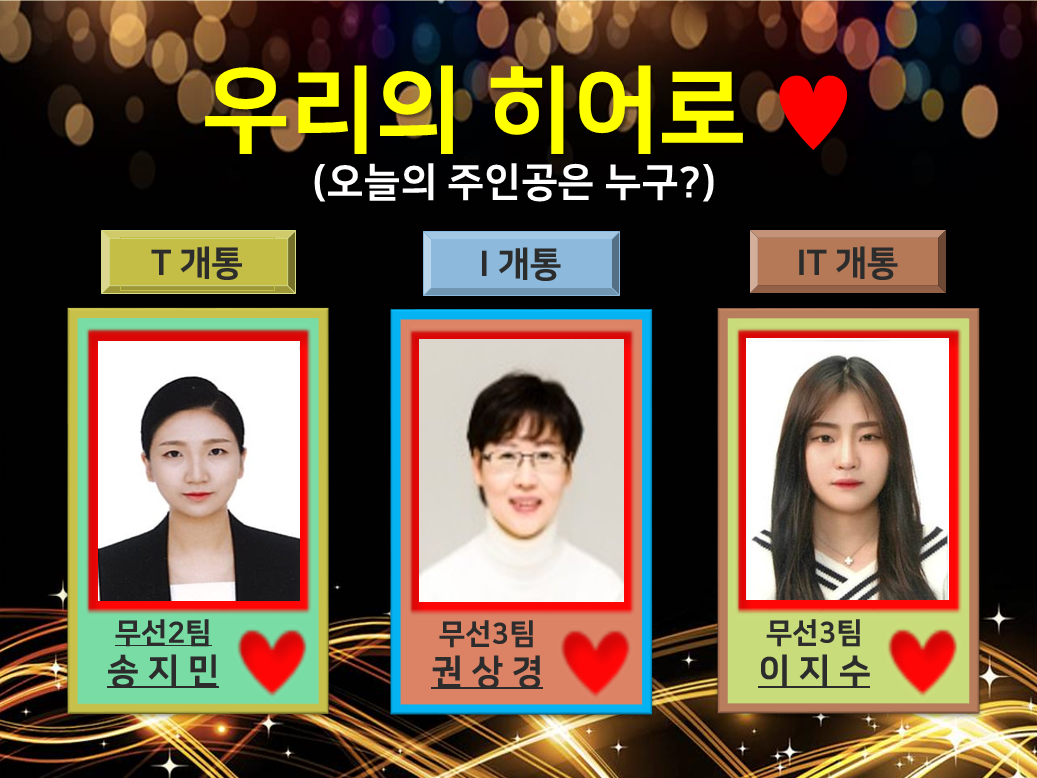 우리의 히어로
(오늘의 주인공은 누구?)
T 개통
I 개통
IT 개통
무선2팀
송 지 민
무선3팀
권 상 경
무선3팀
이 지 수